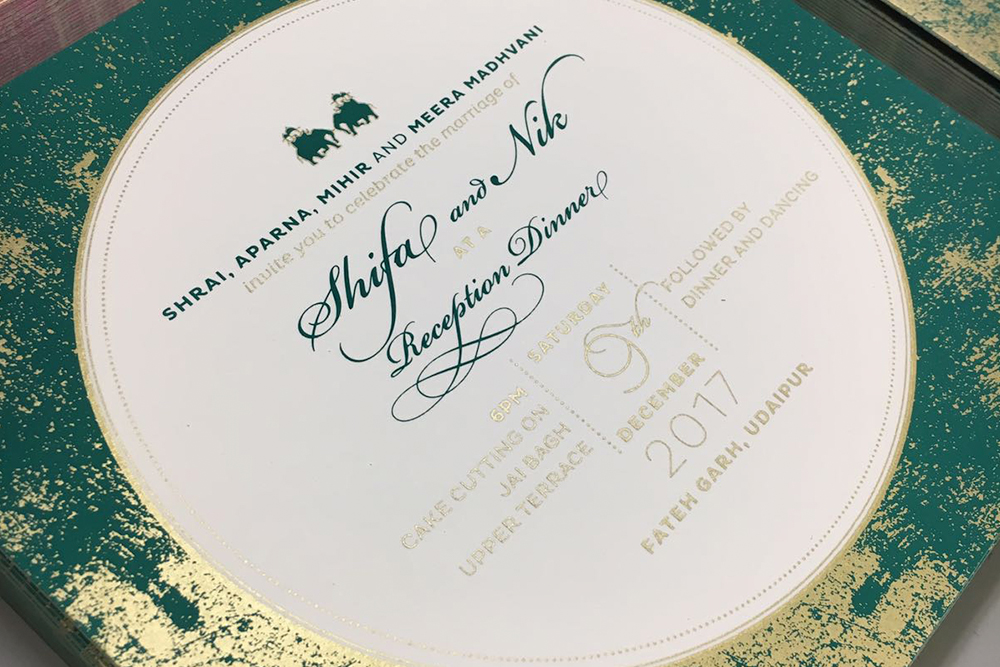 SHRAI, APARNA, MIHIR AND MEERA MADHVANI
invite you to celebrate the marriage of
Shifa and Nik
AT A
Reception Dinner
6PM
CAKE CUTTING ON
JAI BAGH
UPPER TERRACE
SATURDAY
9th
DECEMBER
2017
FOLLOWED BY
DINNER AND DANCING
FATEH GARH, UDAIPUR